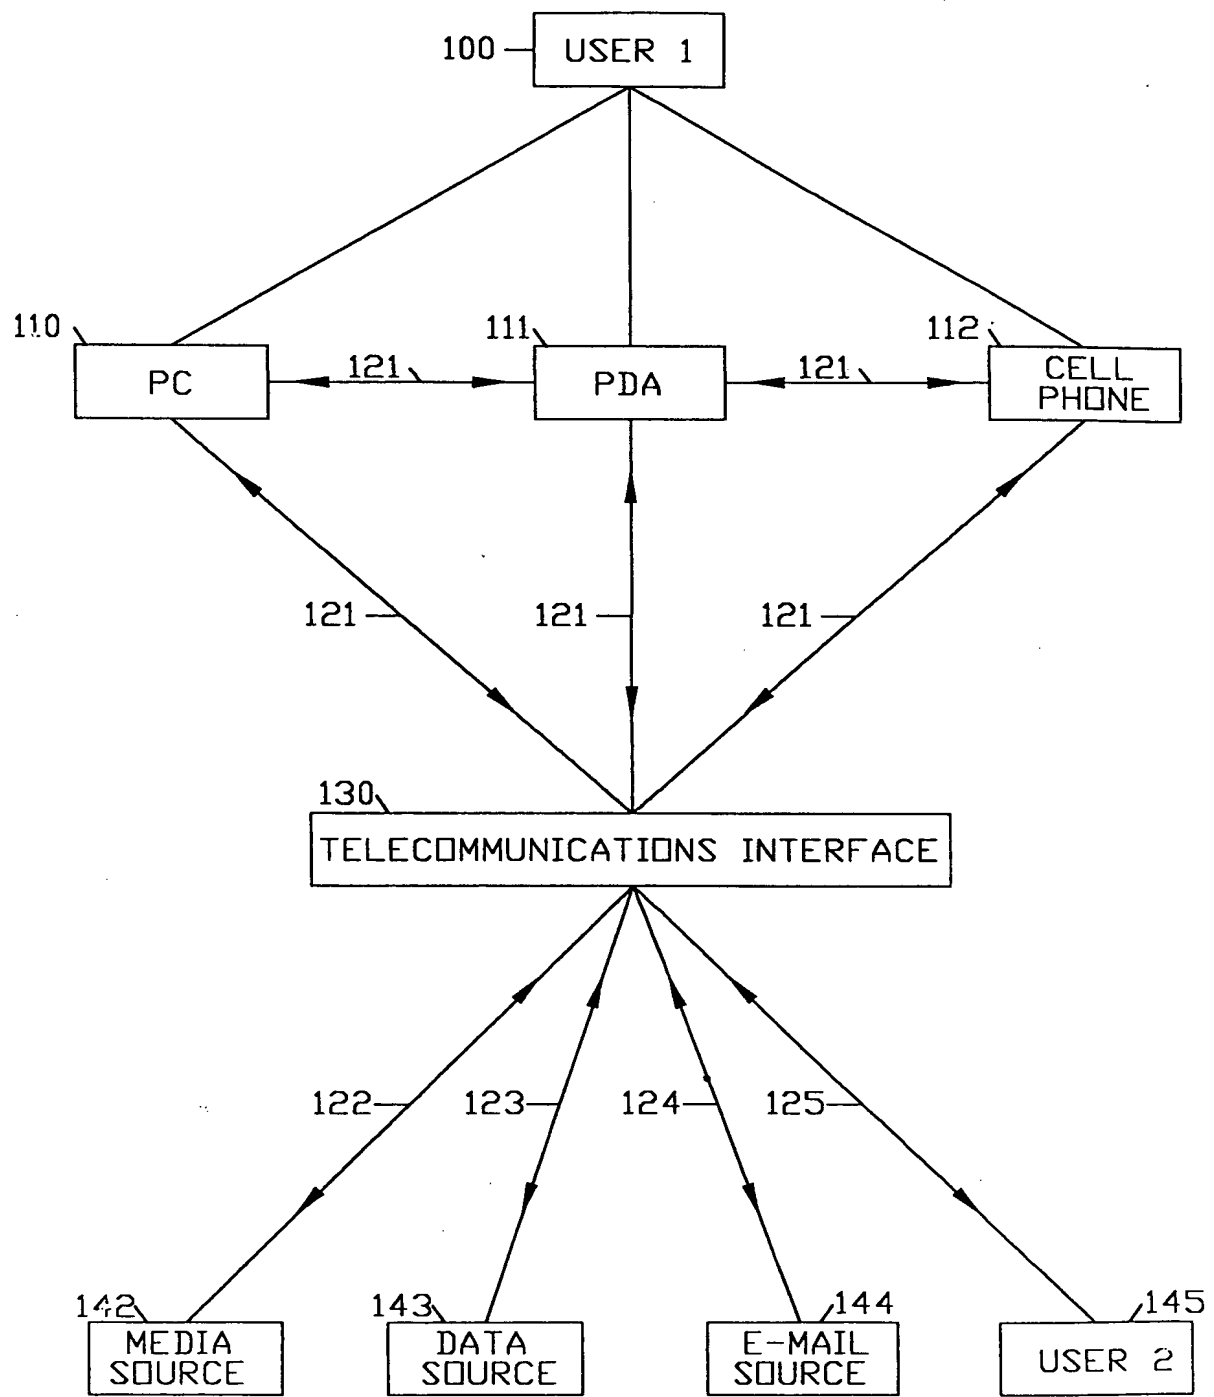 100
USER 1
110
111
112
PC
121
PDA
121
CELL
PHONE
121
121
121
130
TELECOMMUNICATIONS INTERFACE
122
123
124
125
142
143
144
145
MEDIA
SOURCE
DATA
SOURCE
E-MAIL
SOURCE
USER 2